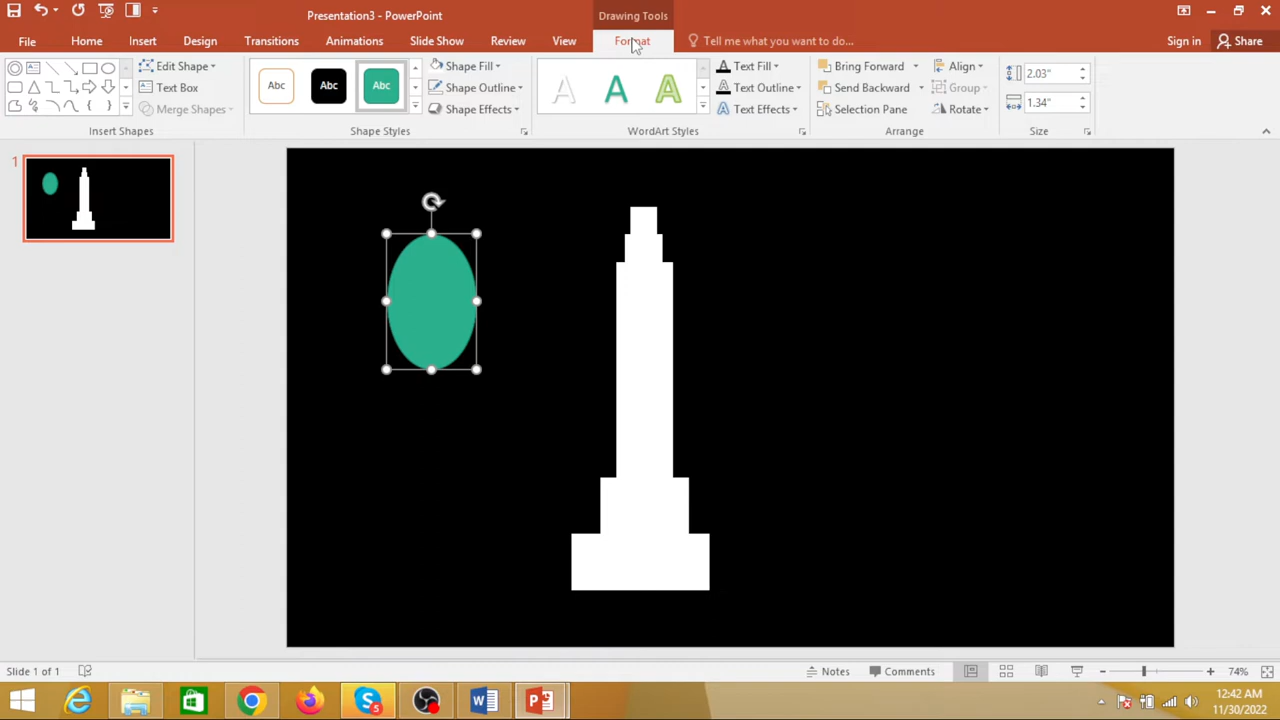 Presentation3 - PowerPoint
Drawing Tools
File Home Insert Design Transitions Animations Slide Show Review View Format Tell me what you want to do... Sign in Share
Edit Shape
Text Box
Merge Shapes
Insert Shapes
Abc Abc Abc
Shape Fill
Shape Outline
Shape Effects
Shape Styles
A A A
Text Fill
Text Outline
Text Effects
WordArt Styles
Bring Forward
Send Backward
Selection Pane
Align
Group
Rotate
Arrange
2.03"
1.34"
Size
1
Slide 1 of 1
Notes
Comments
74%
12:42 AM
11/30/2022